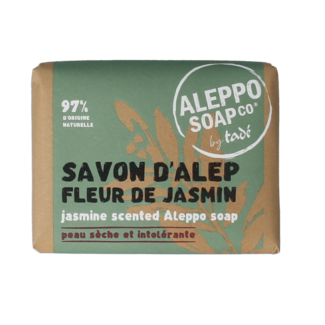 97%
D'ORIGINE
NATURELLE
ALEPPO
SOAP CO®
by tadé
SAVON D'ALEP
FLEUR DE JASMIN
jasmine scented Aleppo soap
peau sèche et intolérante